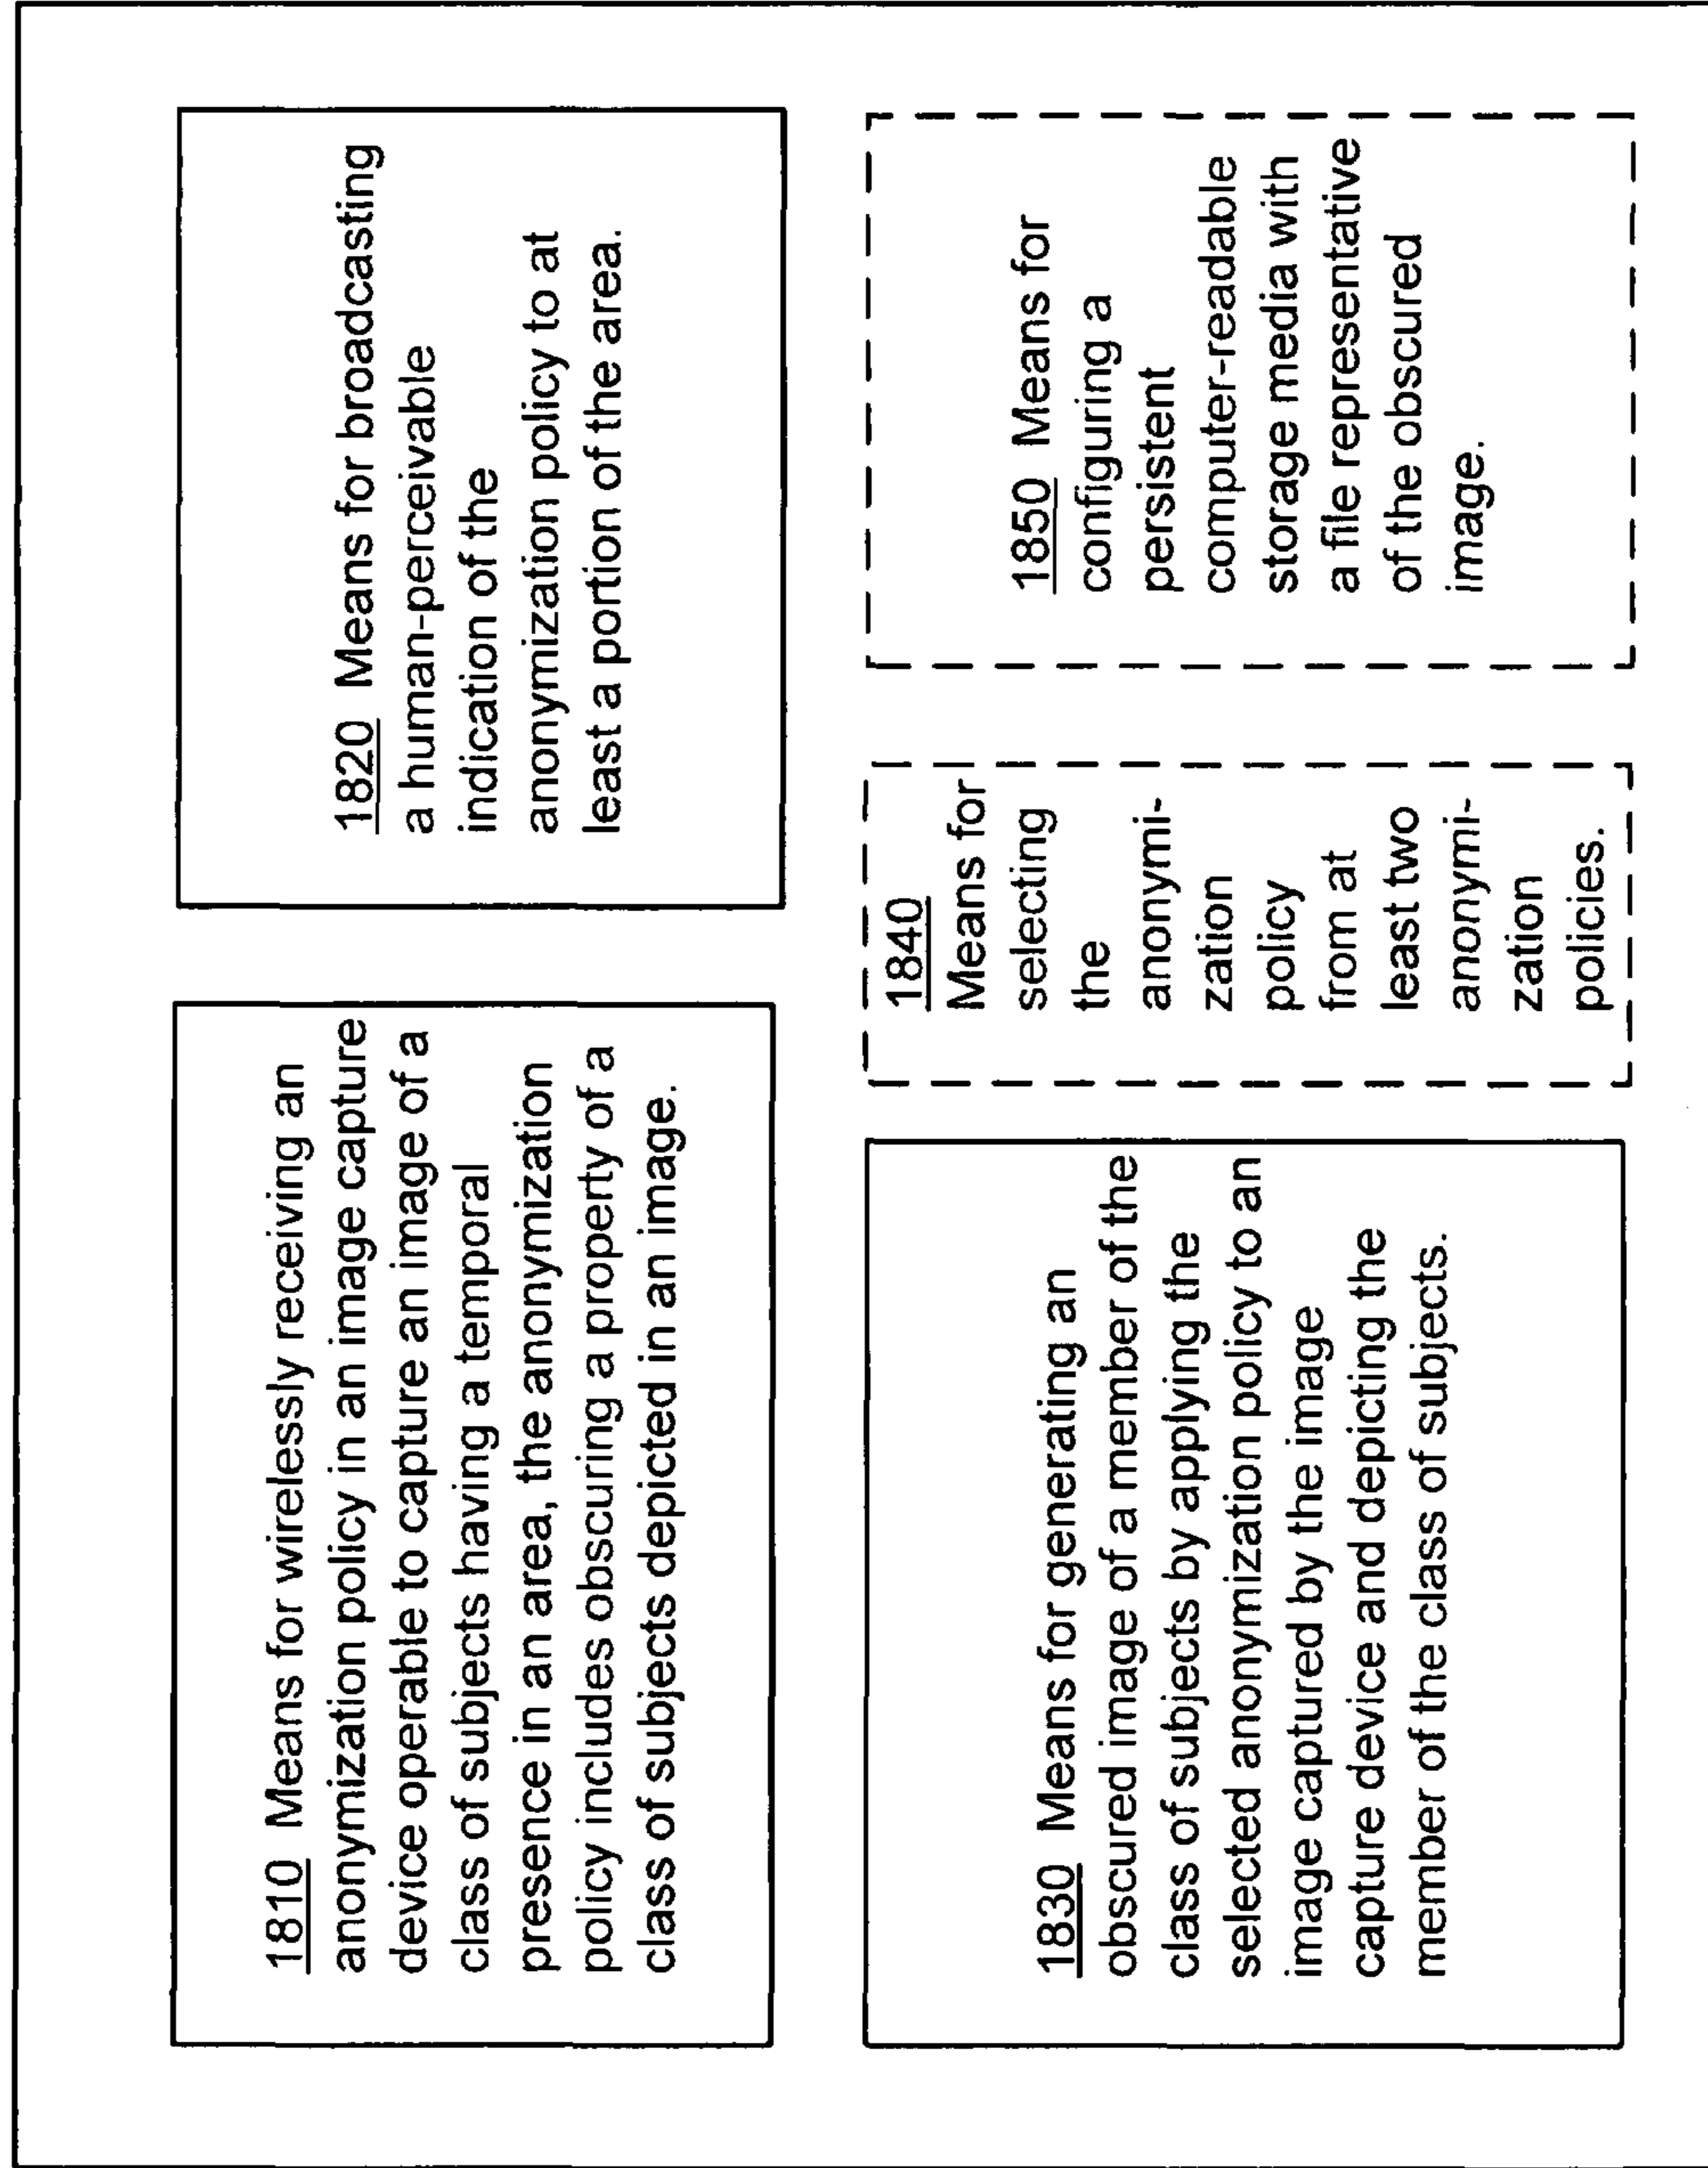 1810 Means for wirelessly receiving an
anonymization policy in an image capture
device operable to capture an image of a
class of subjects having a temporal
presence in an area, the anonymization
policy includes obscuring a property of a
class of subjects depicted in an image.
1820 Means for broadcasting
a human-perceivable
indication of the
anonymization policy to at
least a portion of the area.
1830 Means for generating an
obscured image of a member of the
class of subjects by applying the
selected anonymization policy to an
image captured by the image
capture device and depicting the
member of the class of subjects.
1840
Means for
selecting
the
anonymi-
zation
policy
from at
least two
anonymi-
zation
policies.
1850 Means for
configuring a
persistent
computer-readable
storage media with
a file representative
of the obscured
image.